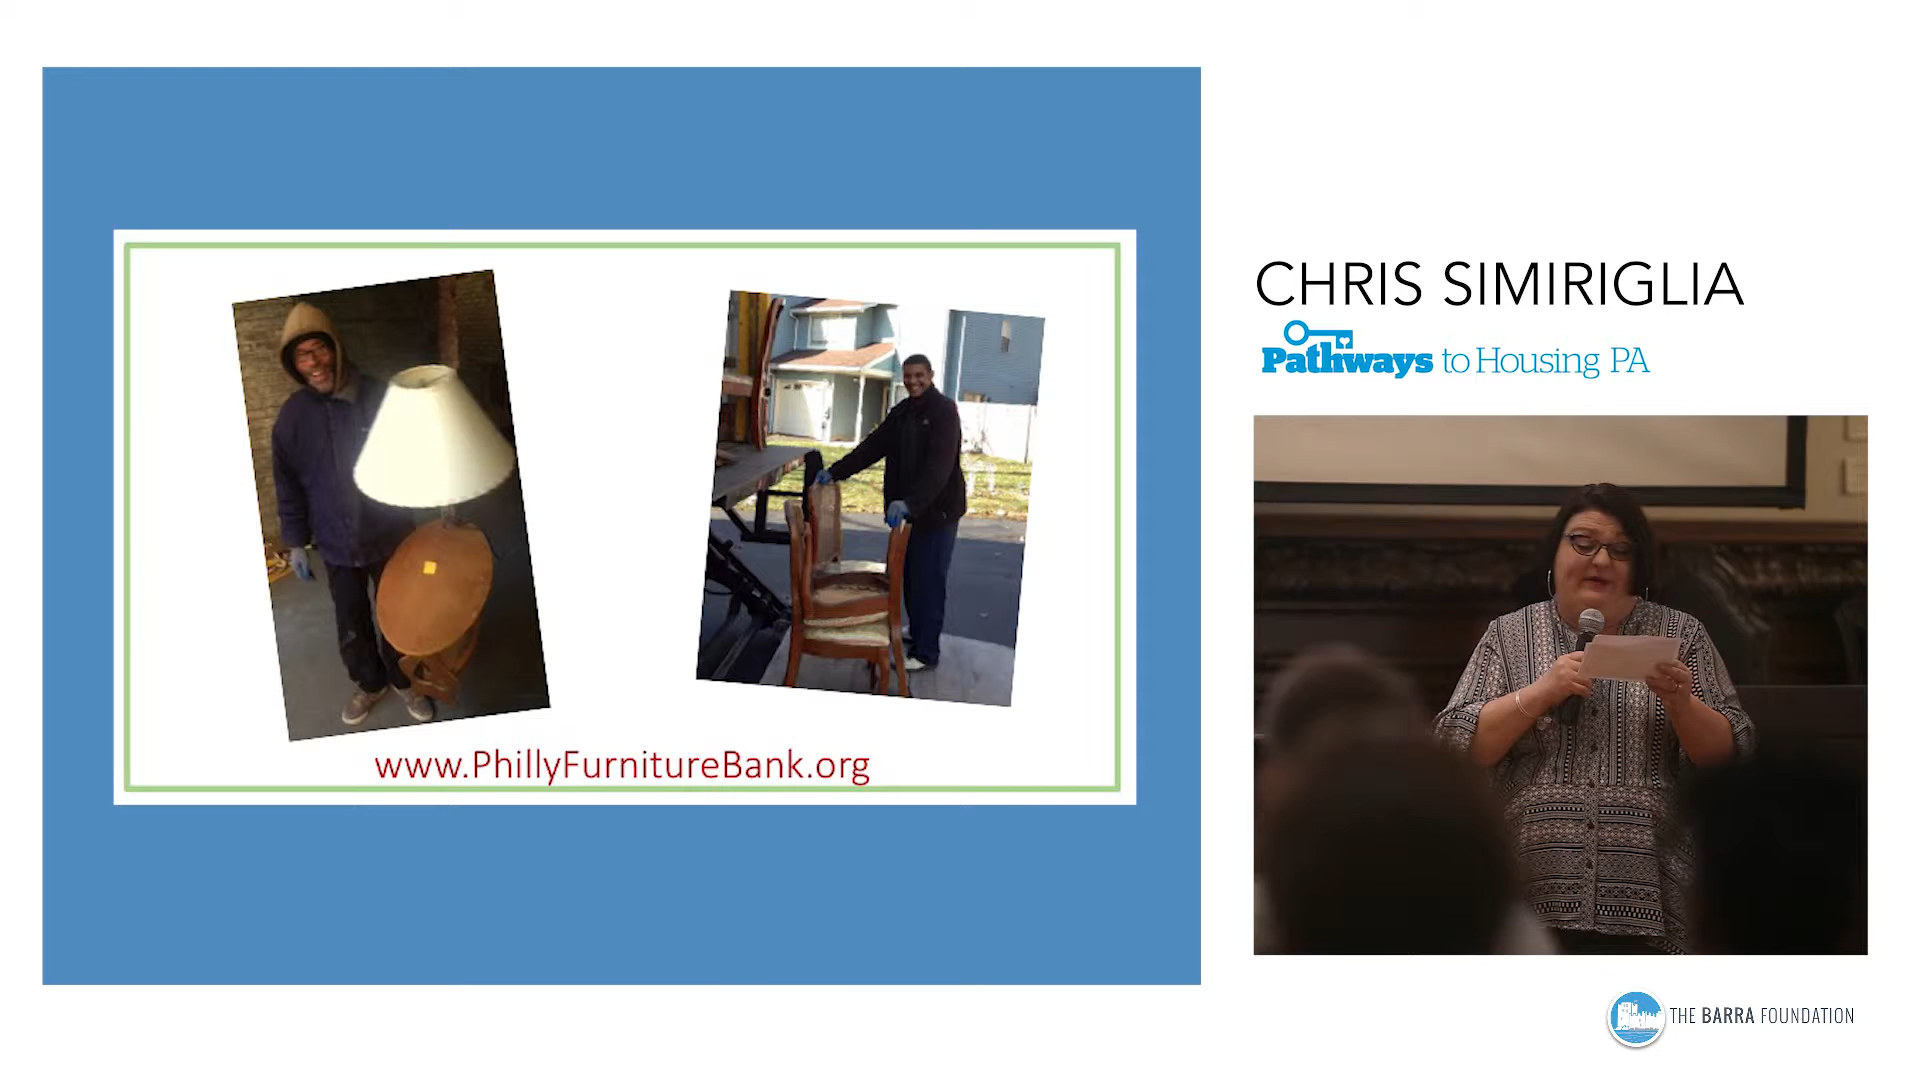 www.PhillyFurnitureBank.org
CHRIS SIMIRIGLIA
Pathways to Housing PA
THE BARRA FOUNDATION